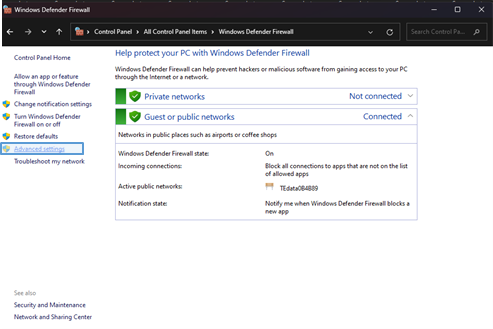 Windows Defender Firewall
Control Panel > All Control Panel Items > Windows Defender Firewall
Search Control Pa...
Control Panel Home
Allow an app or feature
through Windows Defender
Firewall
Change notification settings
Turn Windows Defender
Firewall on or off
Restore defaults
Advanced settings
Troubleshoot my network
Help protect your PC with Windows Defender Firewall
Windows Defender Firewall can help prevent hackers or malicious software from gaining access to your PC
through the Internet or a network.
Private networks Not connected
Guest or public networks Connected
Networks in public places such as airports or coffee shops
Windows Defender Firewall state: On
Incoming connections: Block all connections to apps that are not on the list
of allowed apps
Active public networks: TEdata0B4B89
Notification state: Notify me when Windows Defender Firewall blocks a
new app
See also
Security and Maintenance
Network and Sharing Center